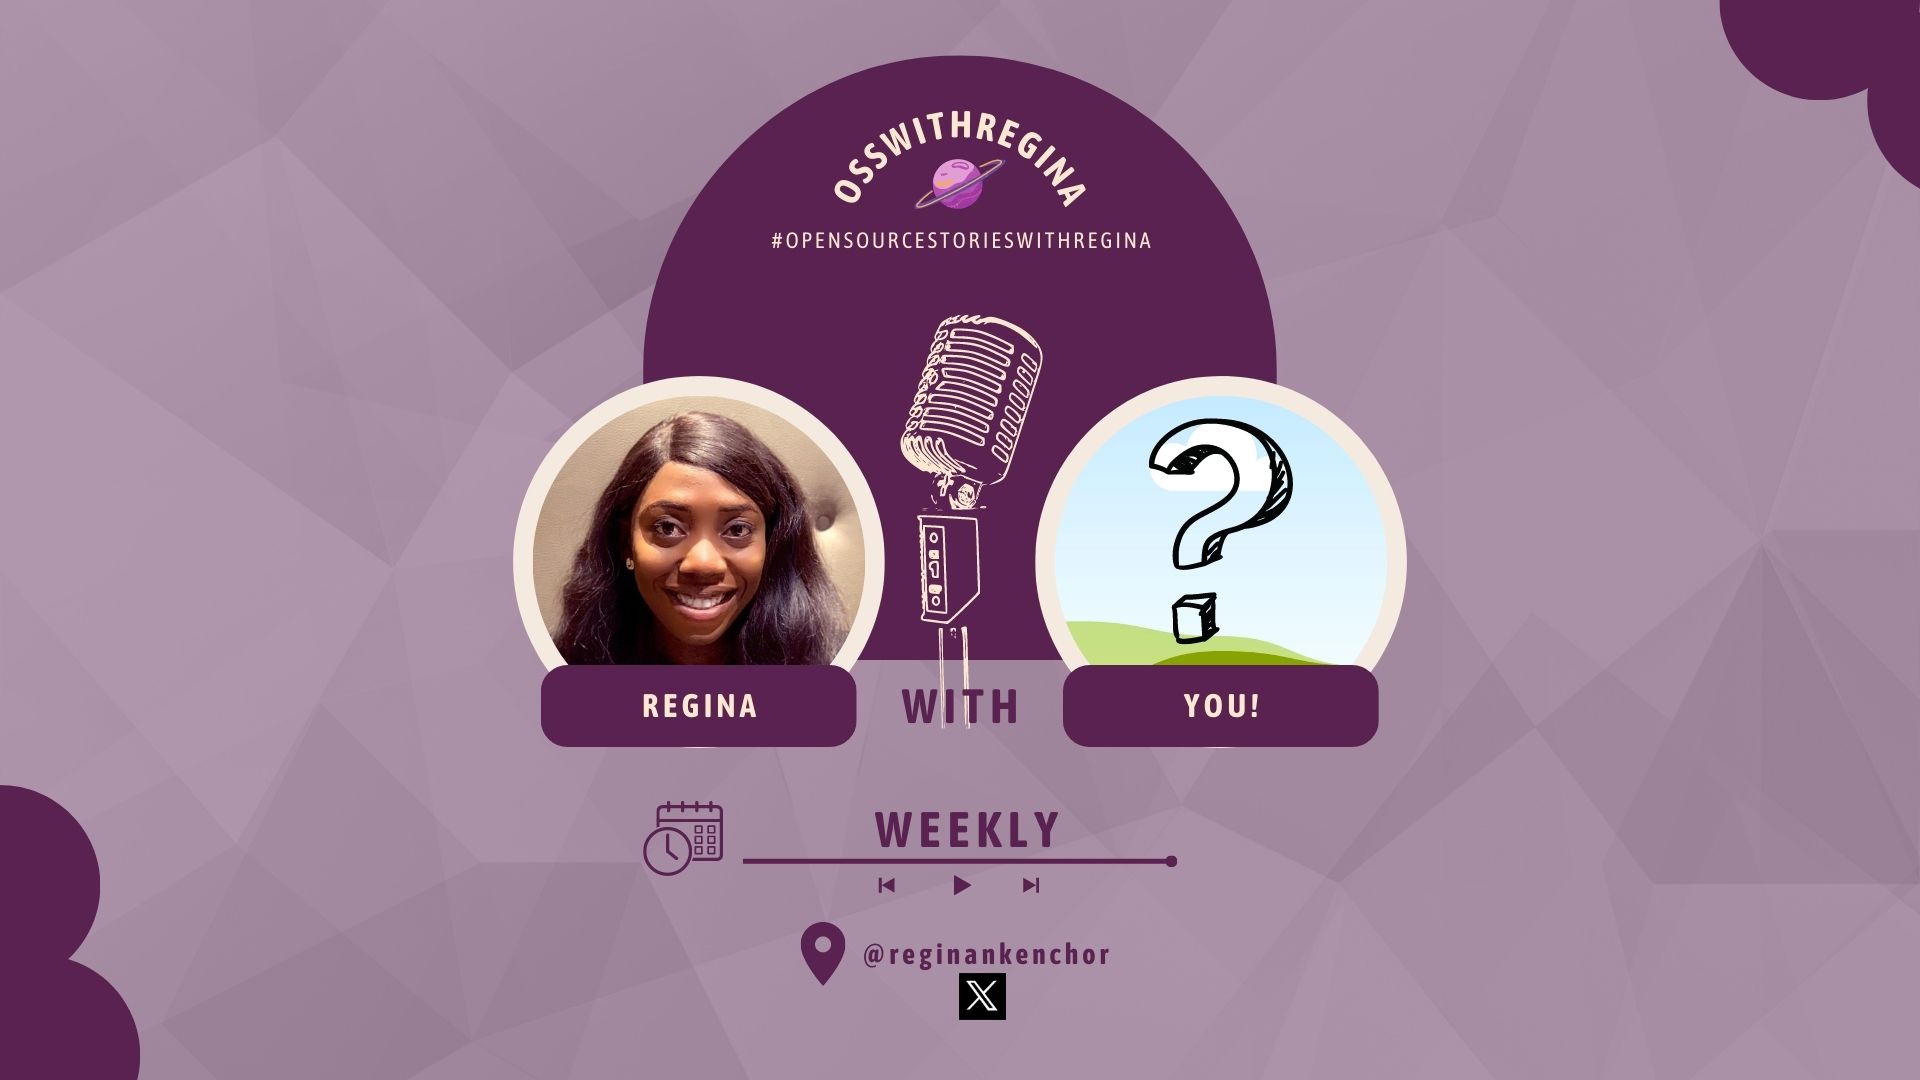 OSSWITHREGINA
#OPENSOURCESTORIESWITHREGINA
REGINA
WITH
YOU!
WEEKLY
@reginankenchor
X